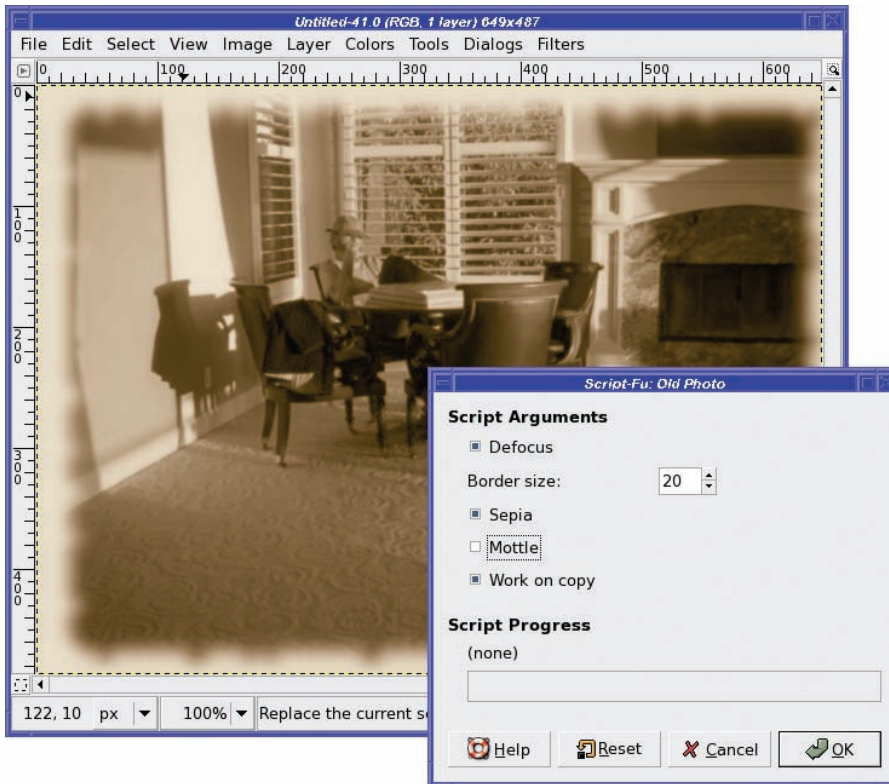 Untitled-41.0 (RGB, 1 layer) 649x487
File Edit Select View Image Layer Colors Tools Dialogs Filters
0 100 200 300 400 500 600
0
100
200
300
400
Script-Fu: Old Photo
Script Arguments
Defocus
Border size: 20
Sepia
Mottle
Work on copy
Script Progress
(none)
Help Reset Cancel OK
122, 10 px 100% Replace the current s